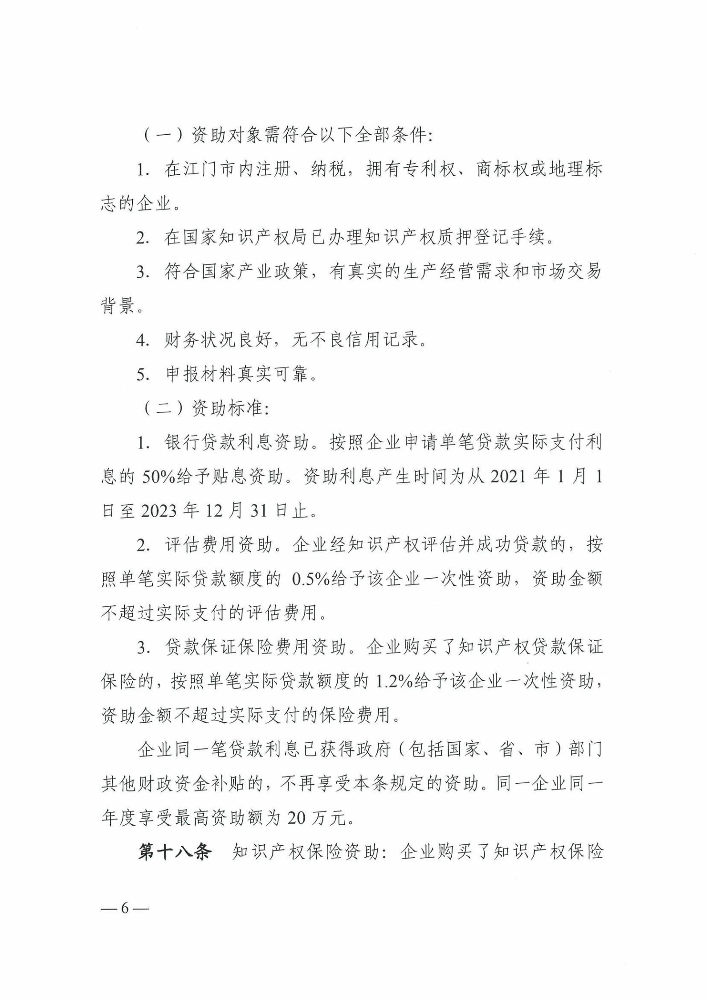 （一）资助对象需符合以下全部条件：
1. 在江门市内注册、纳税，拥有专利权、商标权或地理标
志的企业。
2. 在国家知识产权局已办理知识产权质押登记手续。
3. 符合国家产业政策，有真实的生产经营需求和市场交易
背景。
4. 财务状况良好，无不良信用记录。
5. 申报材料真实可靠。
（二）资助标准：
1. 银行贷款利息资助。按照企业申请单笔贷款实际支付利
息的 50%给予贴息资助。资助利息产生时间为从 2021 年 1 月 1
日至 2023 年 12 月 31 日止。
2. 评估费用资助。企业经知识产权评估并成功贷款的，按
照单笔实际贷款额度的 0.5%给予该企业一次性资助，资助金额
不超过实际支付的评估费用。
3. 贷款保证保险费用资助。企业购买了知识产权贷款保证
保险的，按照单笔实际贷款额度的 1.2%给予该企业一次性资助，
资助金额不超过实际支付的保险费用。
企业同一笔贷款利息已获得政府（包括国家、省、市）部门
其他财政资金补贴的，不再享受本条规定的资助。同一企业同一
年度享受最高资助额为 20 万元。
第十八条 知识产权保险资助：企业购买了知识产权保险
— 6 —